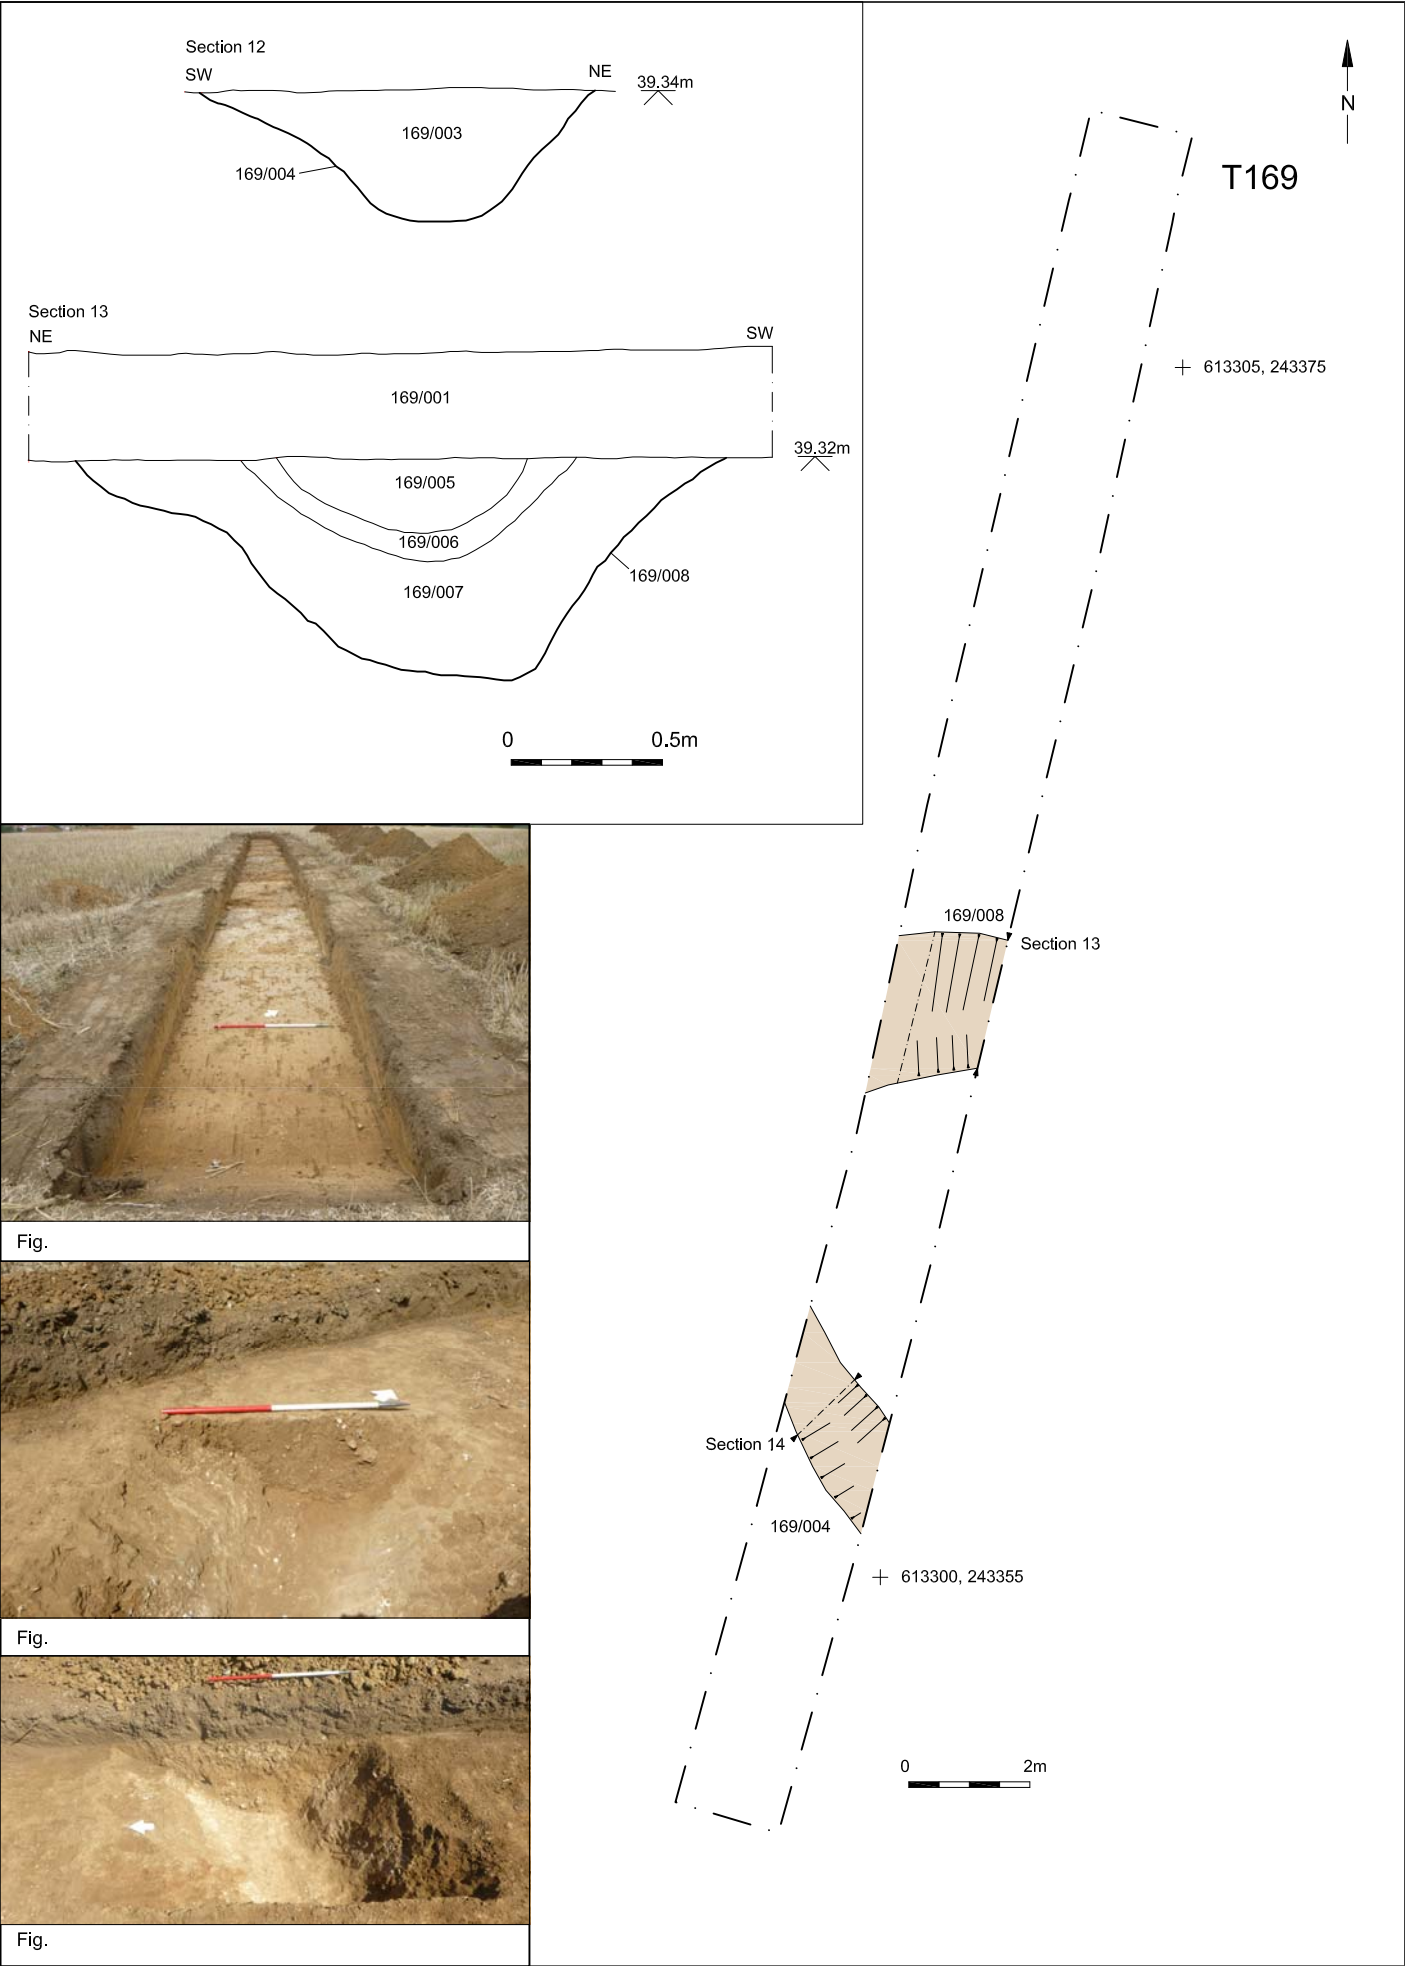 Section 12
SW
NE
39.34m
169/003
169/004
Section 13
NE
SW
169/001
39.32m
169/005
169/006
169/008
169/007
0 0.5m
N
T169
613305, 243375
169/008
Section 13
Section 14
169/004
613300, 243355
0 2m
Fig.
Fig.
Fig.